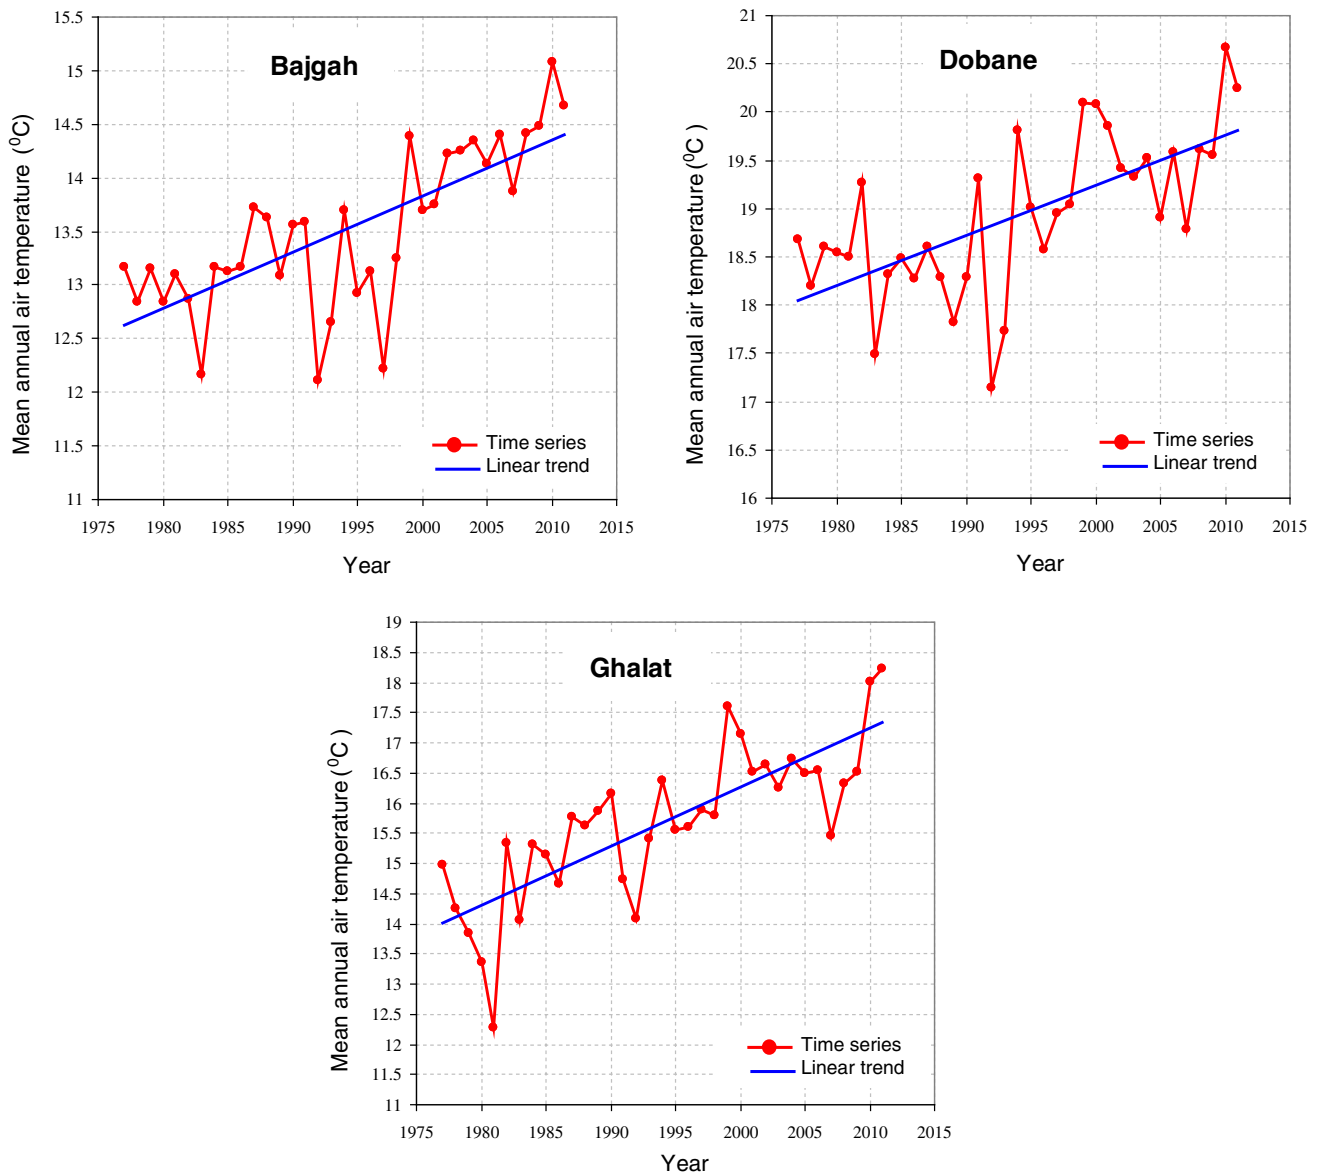 Bajgah
Mean annual air temperature (⁰C)
15.5
15
14.5
14
13.5
13
12.5
12
11.5
11
1975 1980 1985 1990 1995 2000 2005 2010 2015
Year
Time series
Linear trend
Dobane
Mean annual air temperature (⁰C )
21
20.5
20
19.5
19
18.5
18
17.5
17
16.5
16
1975 1980 1985 1990 1995 2000 2005 2010 2015
Year
Time series
Linear trend
Ghalat
Mean annual air temperature (⁰C )
19
18.5
18
17.5
17
16.5
16
15.5
15
14.5
14
13.5
13
12.5
12
11.5
11
1975 1980 1985 1990 1995 2000 2005 2010 2015
Year
Time series
Linear trend